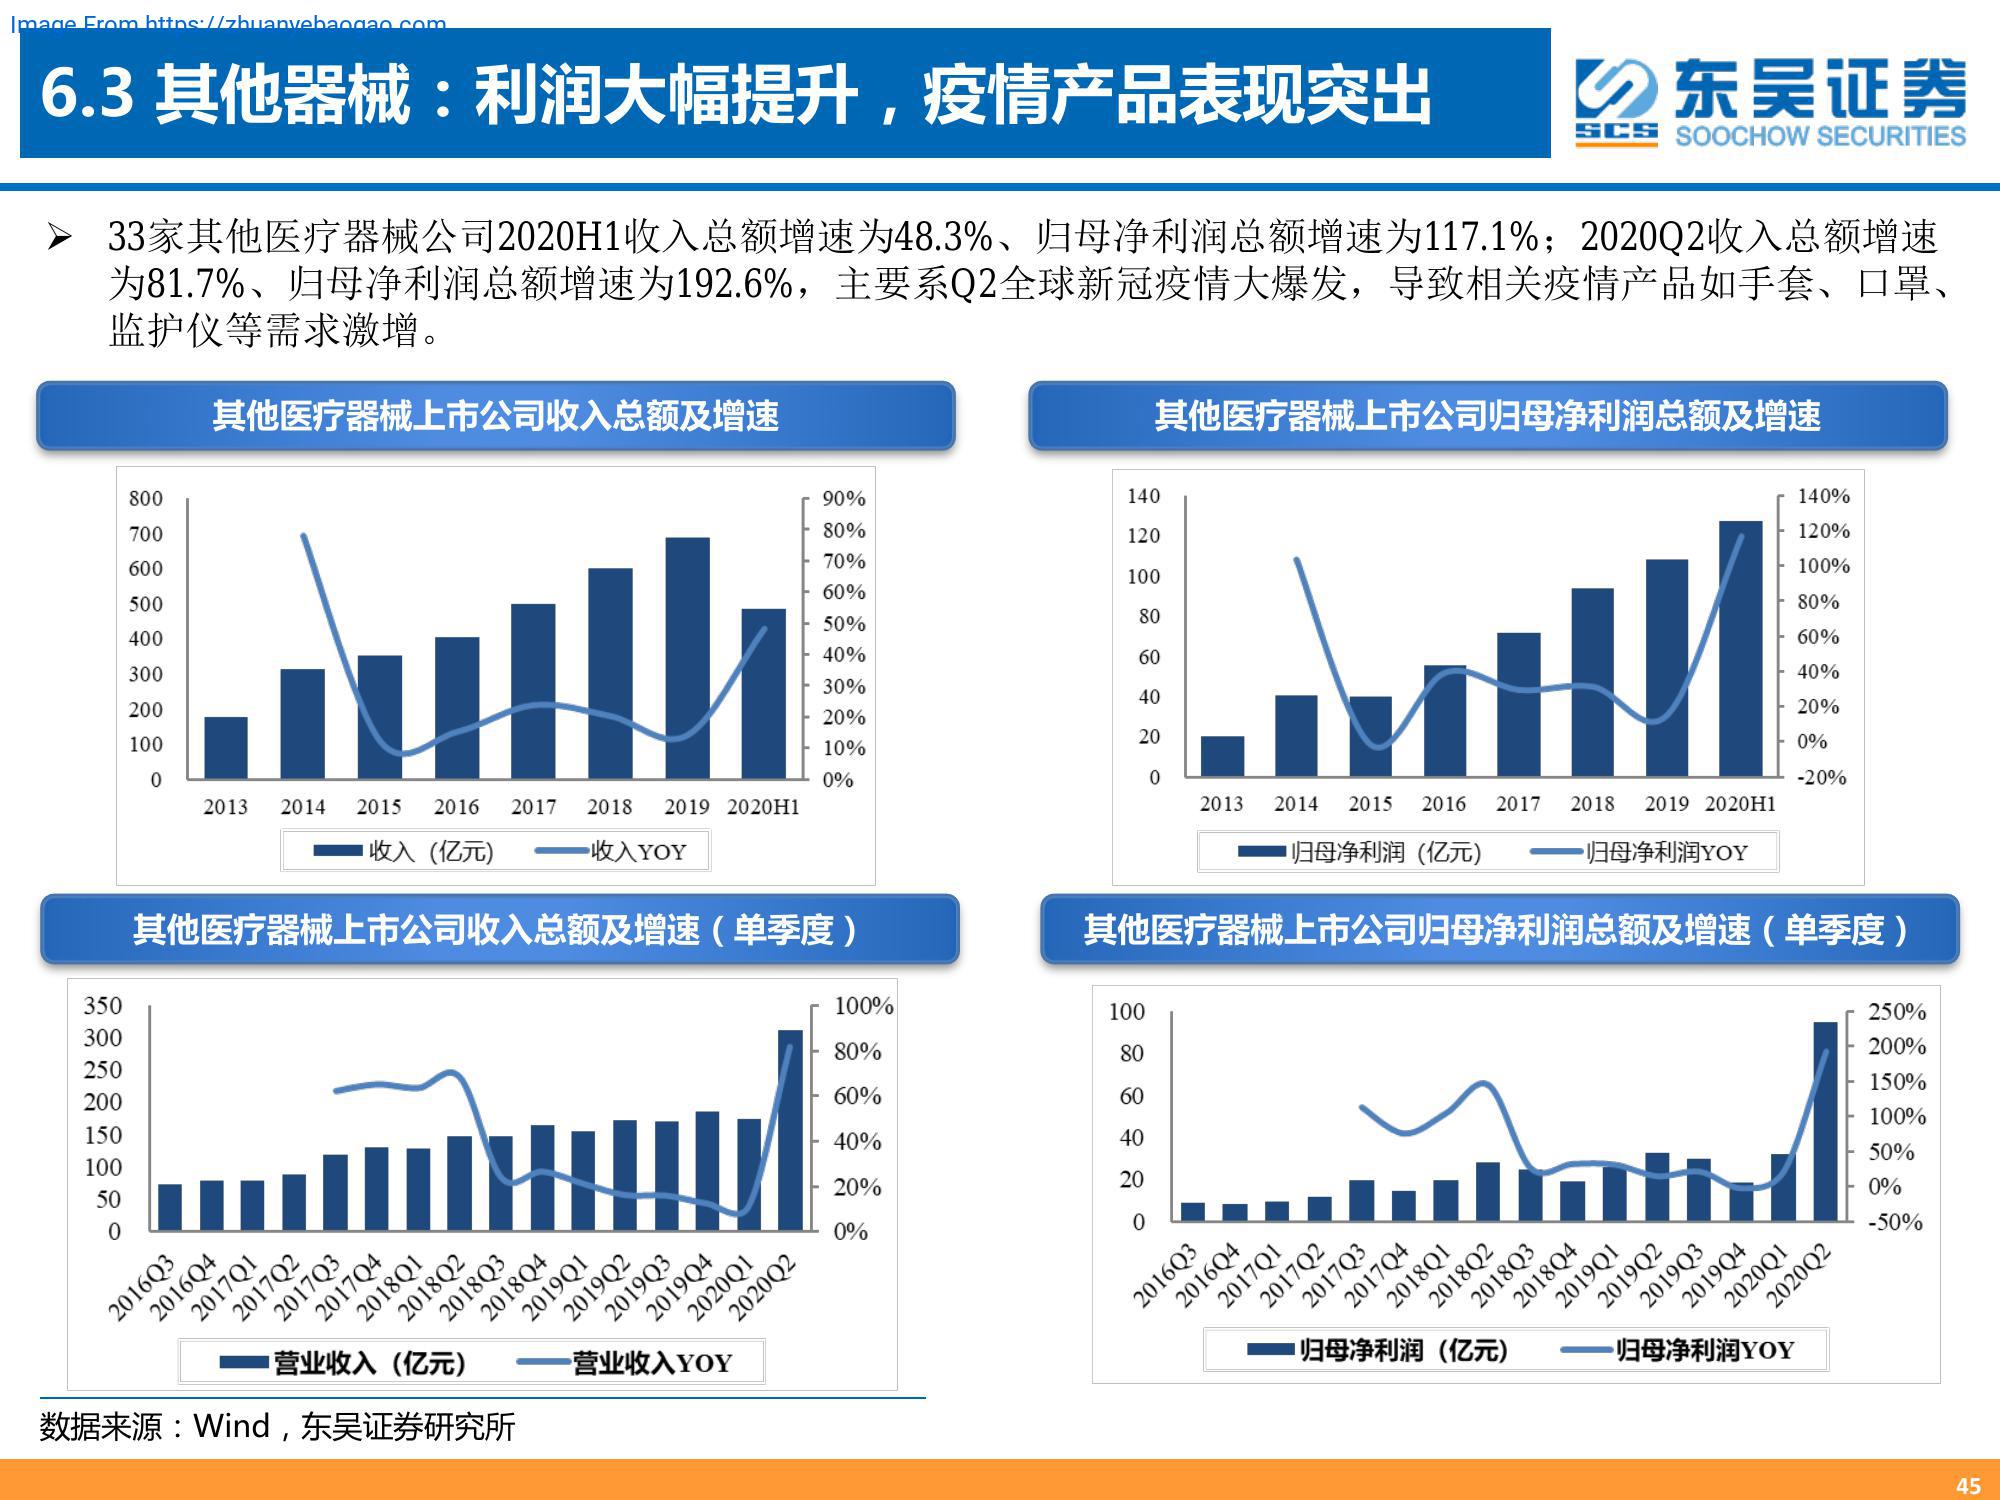 Image From https://zhuanyebaogao.com
6.3 其他器械：利润大幅提升，疫情产品表现突出
SCS 东吴证券
SOOCHOW SECURITIES
➢ 33家其他医疗器械公司2020H1收入总额增速为48.3%、归母净利润总额增速为117.1%；2020Q2收入总额增速
为81.7%、归母净利润总额增速为192.6%，主要系Q2全球新冠疫情大爆发，导致相关疫情产品如手套、口罩、
监护仪等需求激增。
其他医疗器械上市公司收入总额及增速
800 700 600 500 400 300 200 100 0
90% 80% 70% 60% 50% 40% 30% 20% 10% 0%
2013 2014 2015 2016 2017 2018 2019 2020H1
收入（亿元） 收入YOY
其他医疗器械上市公司归母净利润总额及增速
140 120 100 80 60 40 20 0
140% 120% 100% 80% 60% 40% 20% 0% -20%
2013 2014 2015 2016 2017 2018 2019 2020H1
归母净利润（亿元） 归母净利润YOY
其他医疗器械上市公司收入总额及增速（单季度）
350 300 250 200 150 100 50 0
100% 80% 60% 40% 20% 0%
2016Q3 2016Q4 2017Q1 2017Q2 2017Q3 2017Q4 2018Q1 2018Q2 2018Q3 2018Q4 2019Q1 2019Q2 2019Q3 2019Q4 2020Q1 2020Q2
营业收入（亿元） 营业收入YOY
其他医疗器械上市公司归母净利润总额及增速（单季度）
100 80 60 40 20 0
250% 200% 150% 100% 50% 0% -50%
2016Q3 2016Q4 2017Q1 2017Q2 2017Q3 2017Q4 2018Q1 2018Q2 2018Q3 2018Q4 2019Q1 2019Q2 2019Q3 2019Q4 2020Q1 2020Q2
归母净利润（亿元） 归母净利润YOY
数据来源：Wind，东吴证券研究所
45